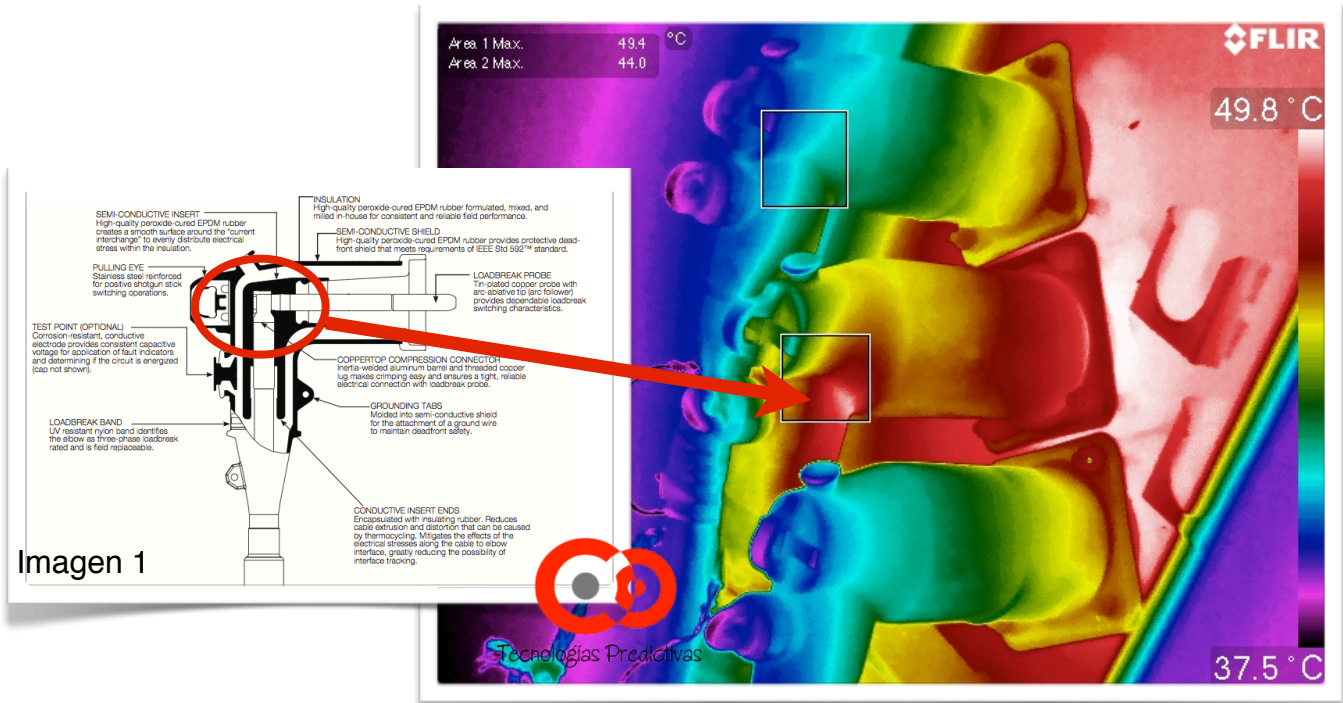 Area 1 Max. 49.4 °C
Area 2 Max. 44.0
FLIR
49.8 °C
37.5 °C
INSULATION
High-quality peroxide-cured EPDM rubber formulated, mixed, and
milled in-house for consistent and reliable field performance.
SEMI-CONDUCTIVE INSERT
High-quality peroxide-cured EPDM rubber
creates a smooth surface around the "current
interchange" to evenly distribute electrical
stress within the insulation.
SEMI-CONDUCTIVE SHIELD
High-quality peroxide-cured EPDM rubber provides protective dead-
front shield that meets requirements of IEEE Std 592™ standard.
PULLING EYE
Stainless steel reinforced
for positive shotgun stick
switching operations.
LOADBREAK PROBE
Tin-plated copper probe with
arc-ablative tip (arc follower)
provides dependable loadbreak
switching characteristics.
TEST POINT (OPTIONAL)
Corrosion-resistant, conductive
electrode provides consistent capacitive
voltage for application of fault indicators
and determining if the circuit is energized
(cap not shown).
COPPERTOP COMPRESSION CONNECTOR
Inertia-welded aluminum barrel and threaded copper
lug makes crimping easy and ensures a tight, reliable
electrical connection with loadbreak probe.
GROUNDING TABS
Molded into semi-conductive shield
for the attachment of a ground wire
to maintain deadfront safety.
LOADBREAK BAND
UV resistant nylon band identifies
the elbow as three-phase loadbreak
rated and is field replaceable.
CONDUCTIVE INSERT ENDS
Encapsulated with insulating rubber. Reduces
cable extrusion and distortion that can be caused
by thermocycling. Mitigates the effects of the
electrical stresses along the cable to elbow
interface, greatly reducing the possibility of
interface tracking.
Imagen 1
Tecnologías Predictivas